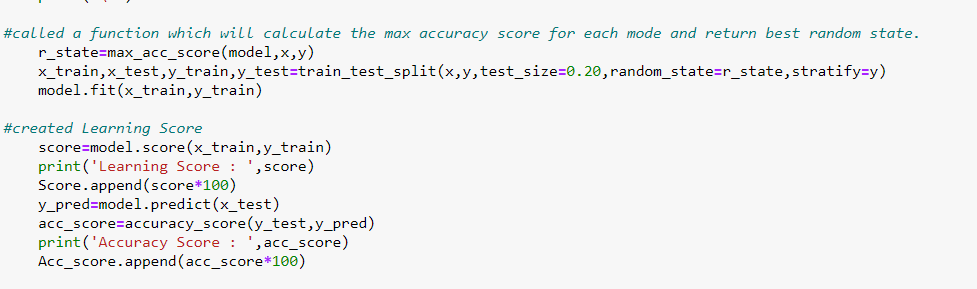 #called a function which will calculate the max accuracy score for each mode and return best random state.
r_state=max_acc_score(model,x,y)
x_train,x_test,y_train,y_test=train_test_split(x,y,test_size=0.20,random_state=r_state,stratify=y)
model.fit(x_train,y_train)
#created Learning Score
score=model.score(x_train,y_train)
print('Learning Score : ',score)
Score.append(score*100)
y_pred=model.predict(x_test)
acc_score=accuracy_score(y_test,y_pred)
print('Accuracy Score : ',acc_score)
Acc_score.append(acc_score*100)